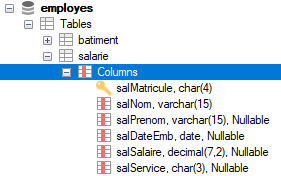 employes
Tables
batiment
salarie
Columns
salMatricule, char(4)
salNom, varchar(15)
salPrenom, varchar(15), Nullable
salDateEmb, date, Nullable
salSalaire, decimal(7,2), Nullable
salService, char(3), Nullable